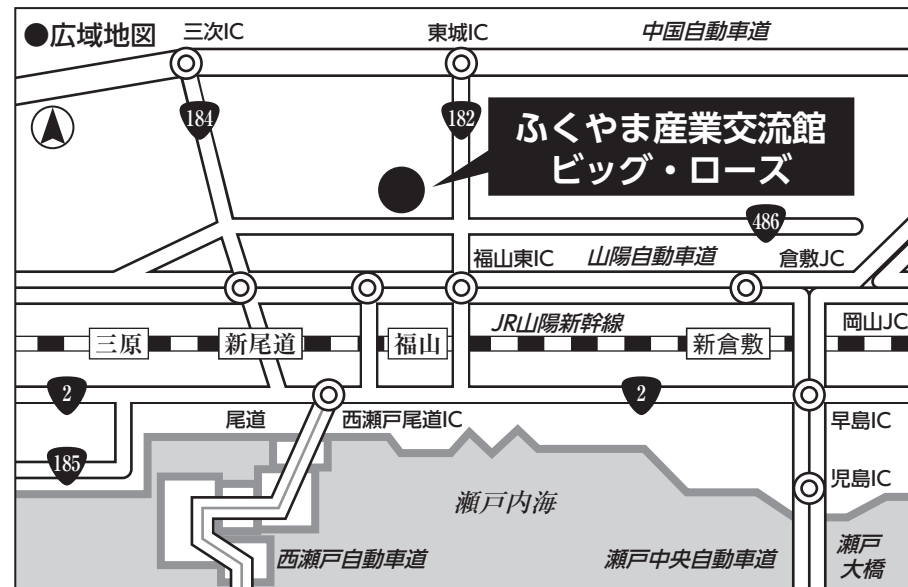 ●広域地図
三次IC
東城IC
中国自動車道
184
182
ふくやま産業交流館
ビッグ・ローズ
486
福山東IC
山陽自動車道
倉敷JC
JR山陽新幹線
岡山JC
三原
新尾道
福山
新倉敷
2
2
尾道
西瀬戸尾道IC
早島IC
185
児島IC
瀬戸内海
西瀬戸自動車道
瀬戸中央自動車道
瀬戸
大橋